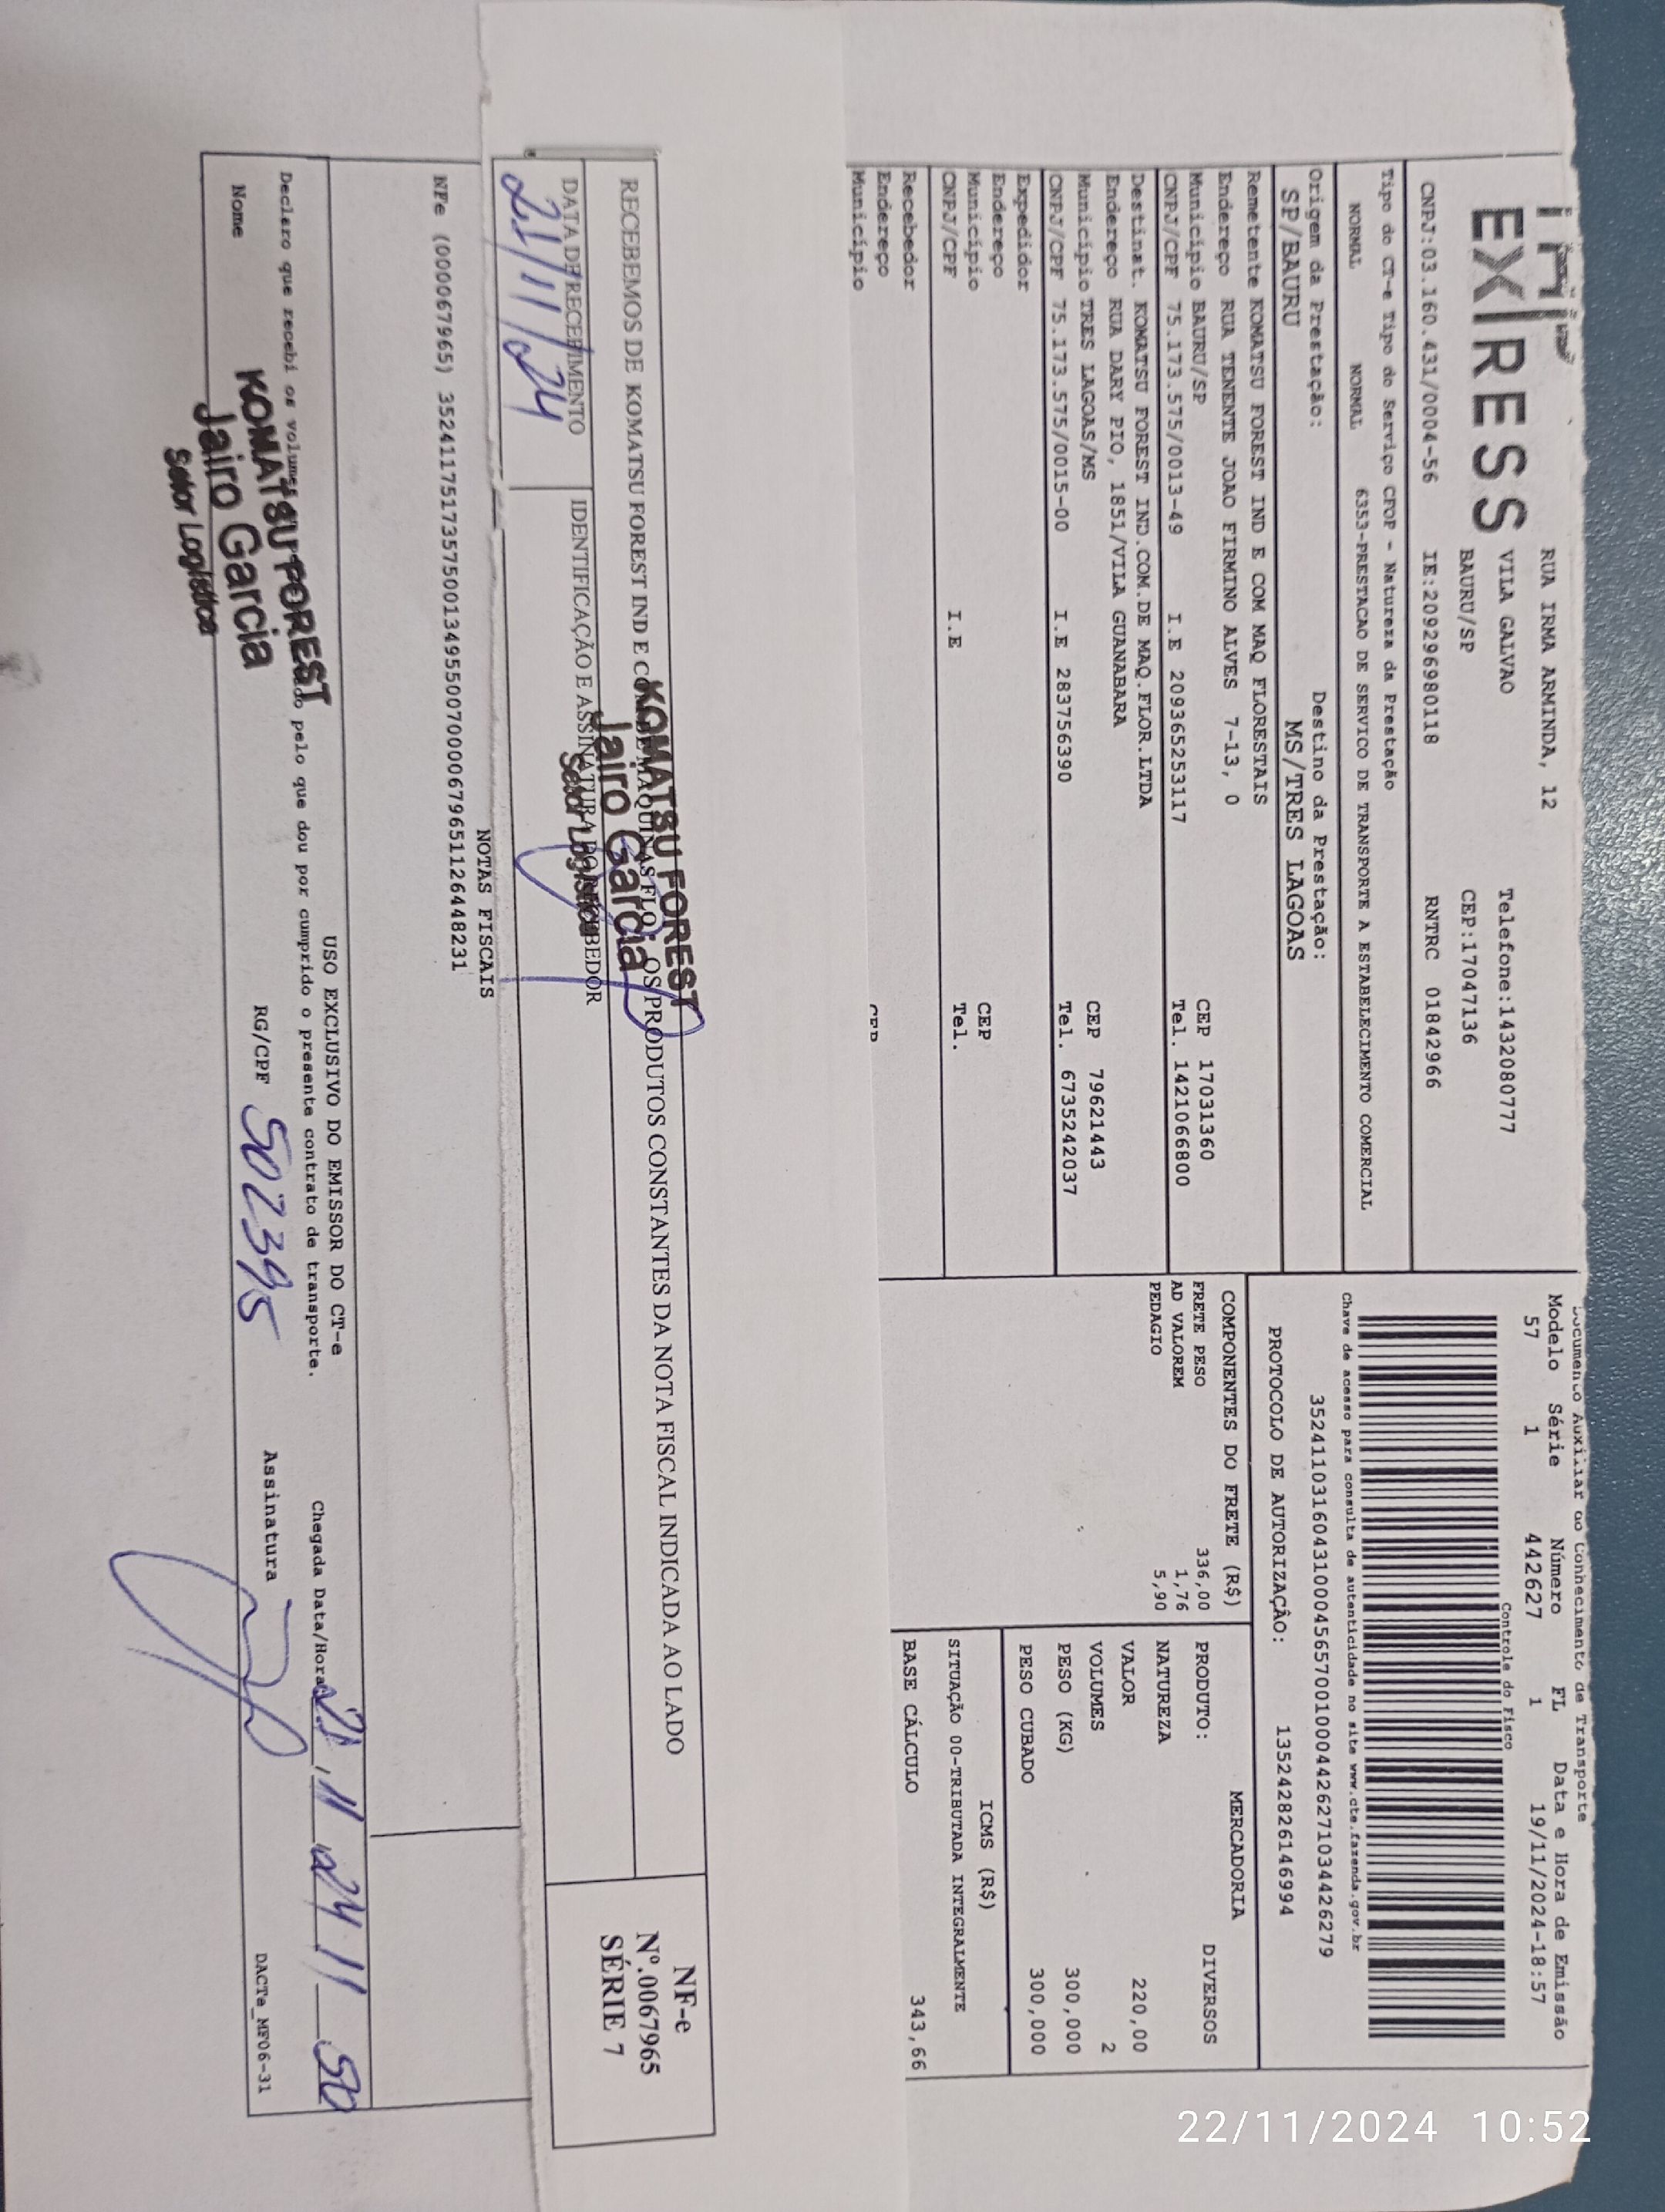 EXPRESS
RUA IRMA ARMINDA, 12
VILA GALVAO
Telefone:1432080777
BAURU/SP
CEP:17047136
CNPJ:03.160.431/0004-56 IE:209296980118 RNTRC 01842966
Documento Auxiliar do Conhecimento de Transporte
Modelo Série Número FL Data e Hora de Emissão
57 1 442627 1 19/11/2024-18:57
Controle do Fisco
Chave de acesso para consulta de autenticidade no site www.cte.fazenda.gov.br
35241103160431000456570010004426271034426279
PROTOCOLO DE AUTORIZAÇÃO: 135242826146994
Tipo do CT-e Tipo do Serviço CFOP - Natureza da Prestação
NORMAL NORMAL 6353-PRESTACAO DE SERVICO DE TRANSPORTE A ESTABELECIMENTO COMERCIAL
Origem da Prestação: Destino da Prestação:
SP/BAURU MS/TRES LAGOAS
Remetente KOMATSU FOREST IND E COM MAQ FLORESTAIS
Endereço RUA TENENTE JOAO FIRMINO ALVES 7-13, 0
Município BAURU/SP CEP 17031360
CNPJ/CPF 75.173.575/0013-49 I.E 209365253117 Tel. 1421066800
Destinat. KOMATSU FOREST IND.COM.DE MAQ.FLOR.LTDA
Endereço RUA DARY PIO, 1851/VILA GUANABARA
Município TRES LAGOAS/MS CEP 79621443
CNPJ/CPF 75.173.575/0015-00 I.E 283756390 Tel. 6735242037
Expedidor
Endereço
Município CEP
CNPJ/CPF I.E Tel.
Recebedor
Endereço
Município
COMPONENTES DO FRETE (R$)
FRETE PESO 336,00
AD VALOREM 1,76
PEDAGIO 5,90
MERCADORIA
PRODUTO: DIVERSOS
NATUREZA
VALOR 220,00
VOLUMES 2
PESO (KG) 300,000
PESO CUBADO 300,000
ICMS (R$)
SITUAÇÃO 00-TRIBUTADA INTEGRALMENTE
BASE CÁLCULO 343,66
RECEBEMOS DE KOMATSU FOREST IND E COM DE MAQUINAS FLOR. OS PRODUTOS CONSTANTES DA NOTA FISCAL INDICADA AO LADO
DATA DE RECEBIMENTO IDENTIFICAÇÃO E ASSINATURA DO RECEBEDOR
21/11/24
KOMATSU FOREST
Jairo Garcia
Setor Logística
NF-e
Nº.0067965
SÉRIE 7
NOTAS FISCAIS
NFe (000067965) 35241175173575001349550070000679651126448231
USO EXCLUSIVO DO EMISSOR DO CT-e
Declaro que recebi os volumes pelo que dou por cumprido o presente contrato de transporte.
Chegada Data/Hora 21, 11 24 11 50
Nome RG/CPF 502395 Assinatura
KOMATSU FOREST
Jairo Garcia
Setor Logística
DACTe_MF06-31
22/11/2024 10:52